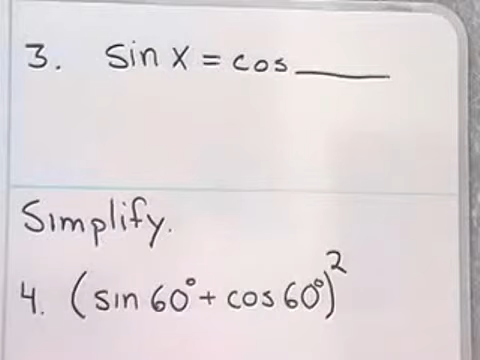 3. sin x = cos ____
Simplify.
4. (sin 60° + cos 60°)²